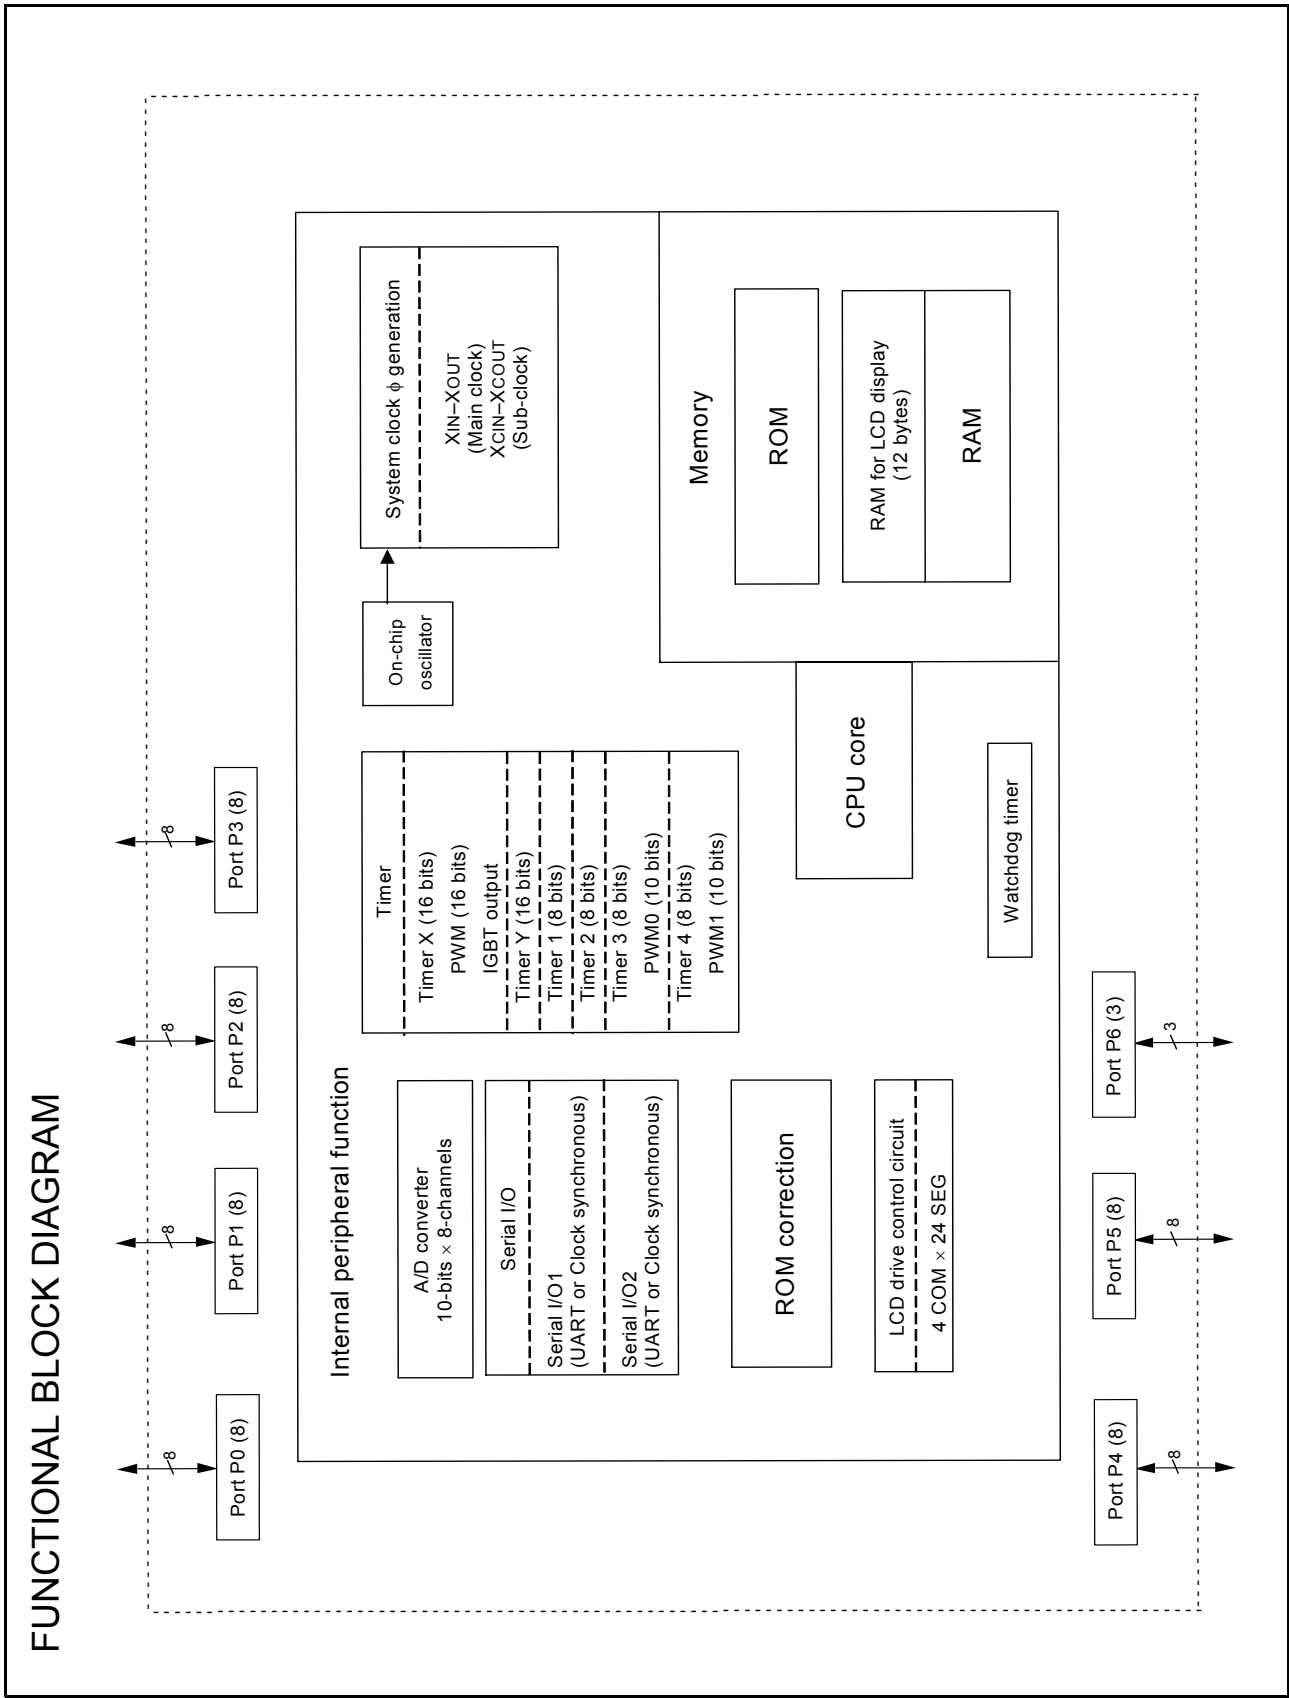 FUNCTIONAL BLOCK DIAGRAM
8
8
8
8
Port P0 (8)
Port P1 (8)
Port P2 (8)
Port P3 (8)
Internal peripheral function
A/D converter
10-bits × 8-channels
Serial I/O
Serial I/O1
(UART or Clock synchronous)
Serial I/O2
(UART or Clock synchronous)
ROM correction
LCD drive control circuit
4 COM × 24 SEG
Timer
Timer X (16 bits)
PWM (16 bits)
IGBT output
Timer Y (16 bits)
Timer 1 (8 bits)
Timer 2 (8 bits)
Timer 3 (8 bits)
PWM0 (10 bits)
Timer 4 (8 bits)
PWM1 (10 bits)
On-chip
oscillator
System clock φ generation
XIN–XOUT
(Main clock)
XCIN–XCOUT
(Sub-clock)
CPU core
Watchdog timer
Memory
ROM
RAM for LCD display
(12 bytes)
RAM
Port P4 (8)
Port P5 (8)
Port P6 (3)
8
8
3